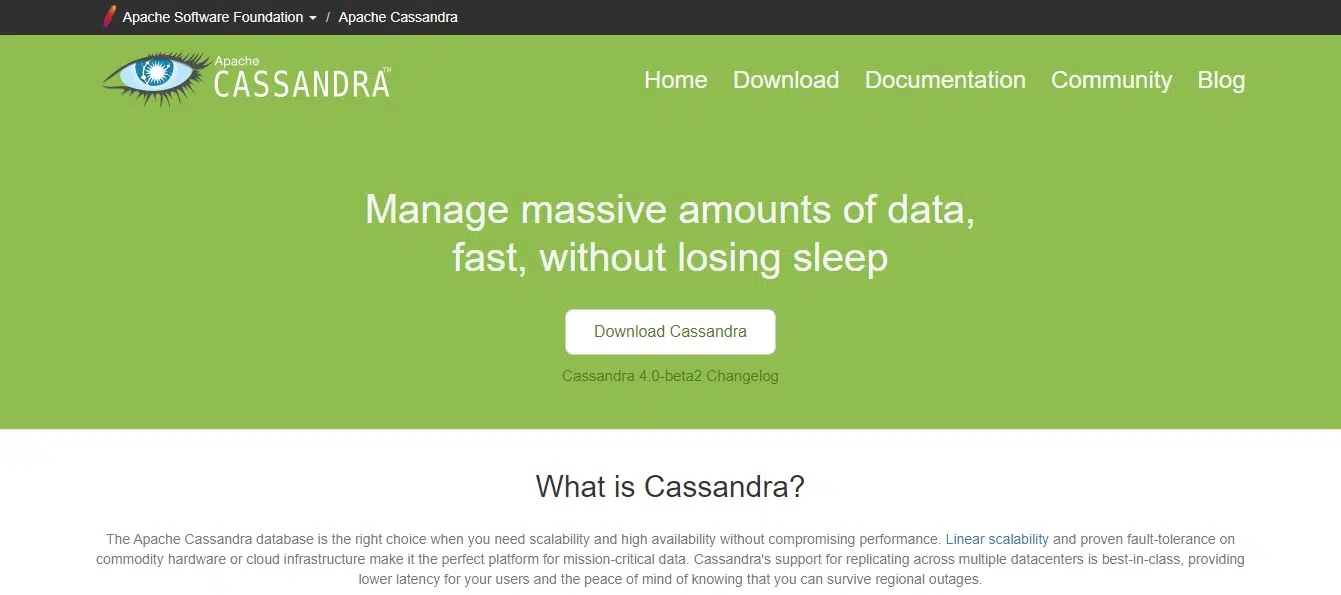 Apache Software Foundation / Apache Cassandra
Apache
CASSANDRA™
Home Download Documentation Community Blog
Manage massive amounts of data,
fast, without losing sleep
Download Cassandra
Cassandra 4.0-beta2 Changelog
What is Cassandra?
The Apache Cassandra database is the right choice when you need scalability and high availability without compromising performance. Linear scalability and proven fault-tolerance on
commodity hardware or cloud infrastructure make it the perfect platform for mission-critical data. Cassandra's support for replicating across multiple datacenters is best-in-class, providing
lower latency for your users and the peace of mind of knowing that you can survive regional outages.